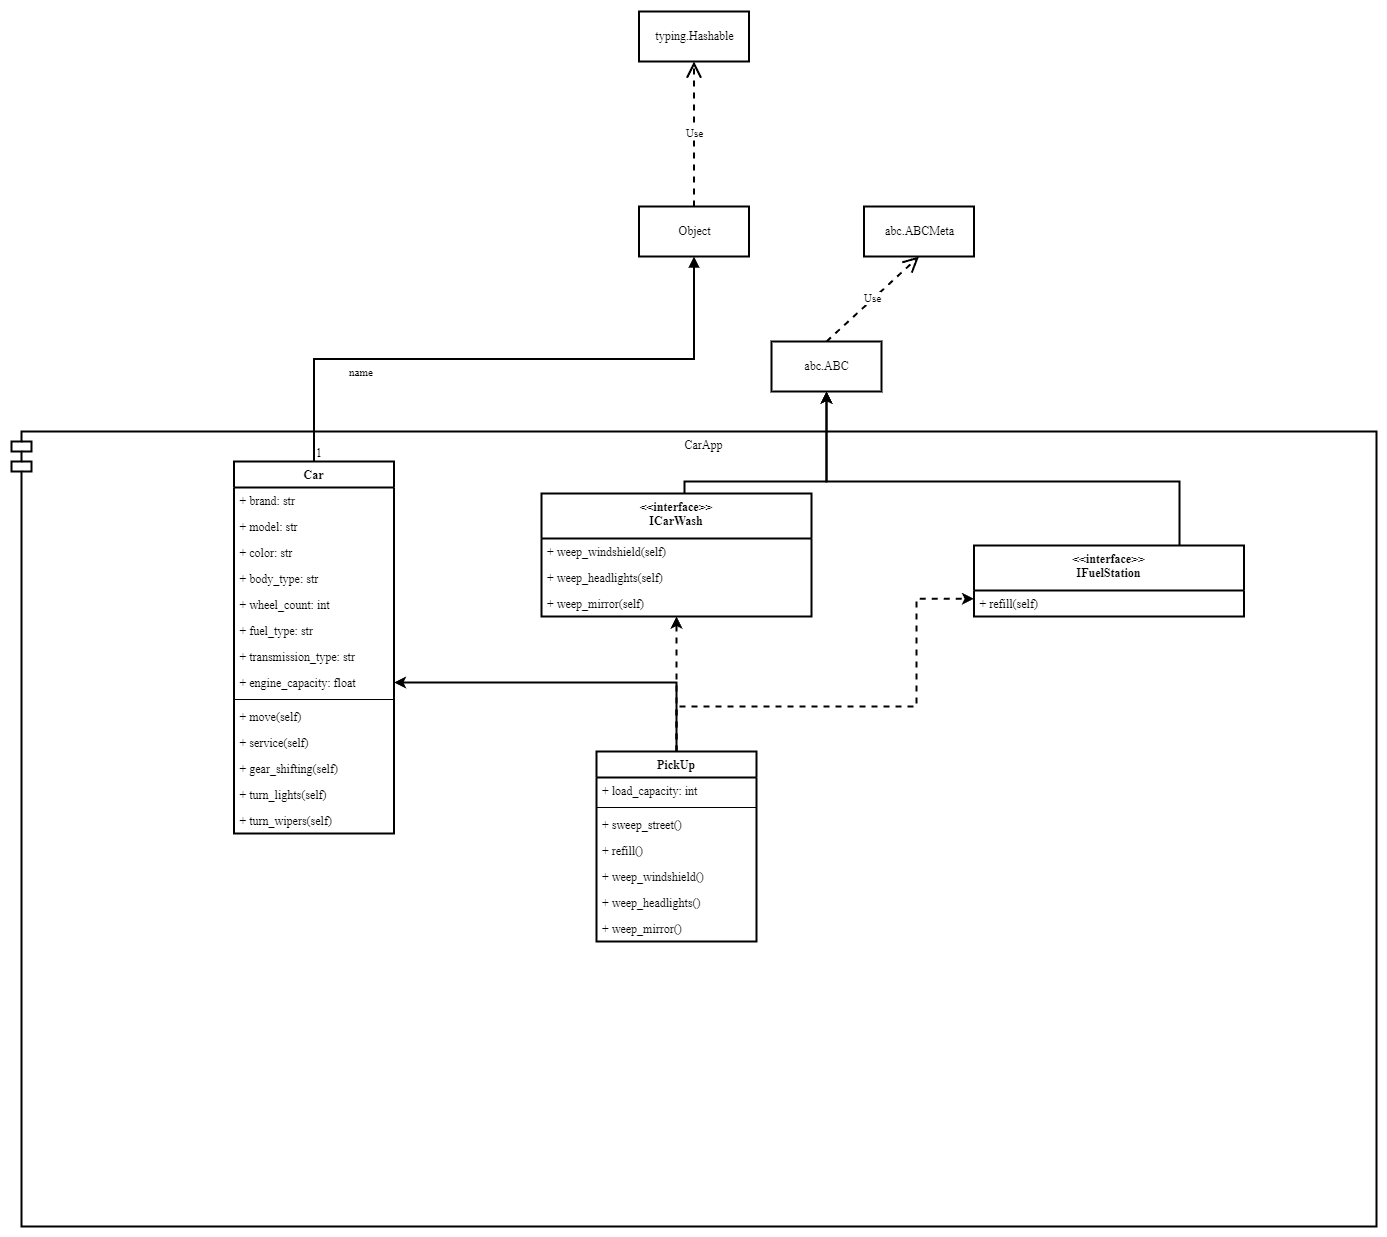 typing.Hashable
Use
Object
abc.ABCMeta
Use
abc.ABC
name
CarApp
1
Car
+ brand: str
+ model: str
+ color: str
+ body_type: str
+ wheel_count: int
+ fuel_type: str
+ transmission_type: str
+ engine_capacity: float
+ move(self)
+ service(self)
+ gear_shifting(self)
+ turn_lights(self)
+ turn_wipers(self)
<<interface>>
ICarWash
+ weep_windshield(self)
+ weep_headlights(self)
+ weep_mirror(self)
<<interface>>
IFuelStation
+ refill(self)
PickUp
+ load_capacity: int
+ sweep_street()
+ refill()
+ weep_windshield()
+ weep_headlights()
+ weep_mirror()